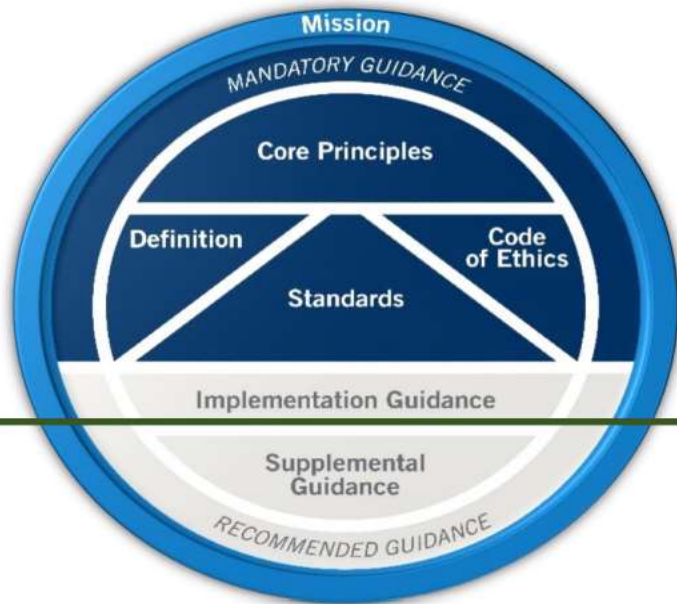 Mission
MANDATORY GUIDANCE
Core Principles
Definition
Code
of Ethics
Standards
Implementation Guidance
Supplemental
Guidance
RECOMMENDED GUIDANCE